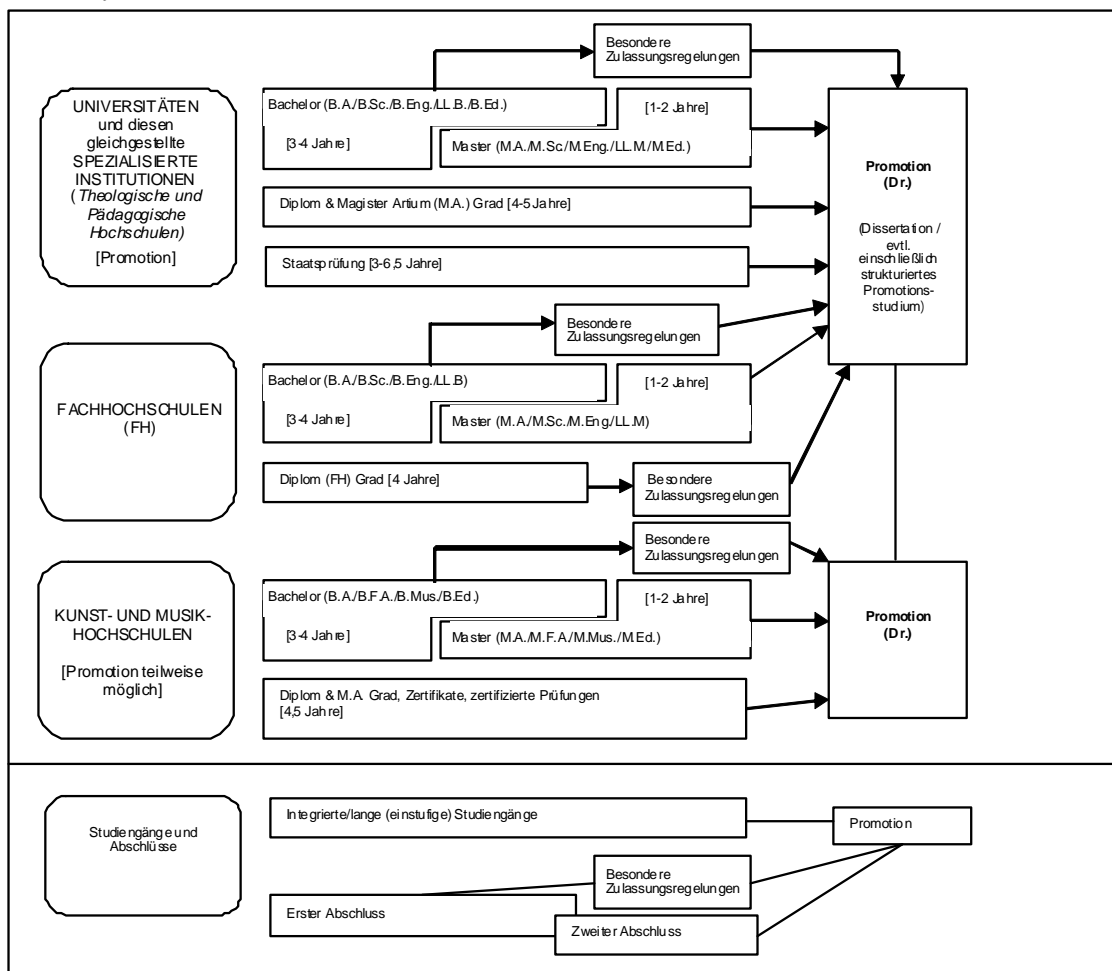 Besondere
Zulassungsregelungen
UNIVERSITÄTEN
und diesen
gleichgestellte
SPEZIALISIERTE
INSTITUTIONEN
(Theologische und
Pädagogische
Hochschulen)
[Promotion]
Bachelor (B.A./B.Sc./B.Eng./LL.B./B.Ed.)
[3-4 Jahre]
[1-2 Jahre]
Master (M.A./M.Sc./M.Eng./LL.M./M.Ed.)
Diplom & Magister Artium (M.A.) Grad [4-5 Jahre]
Staatsprüfung [3-6,5 Jahre]
Promotion
(Dr.)
(Dissertation /
evtl.
einschließlich
strukturiertes
Promotions-
studium)
FACHHOCHSCHULEN
(FH)
Besondere
Zulassungsregelungen
Bachelor (B.A./B.Sc./B.Eng./LL.B)
[3-4 Jahre]
[1-2 Jahre]
Master (M.A./M.Sc./M.Eng./LL.M)
Diplom (FH) Grad [4 Jahre]
Besondere
Zulassungsregelungen
KUNST- UND MUSIK-
HOCHSCHULEN
[Promotion teilweise
möglich]
Besondere
Zulassungsregelungen
Bachelor (B.A./B.F.A./B.Mus./B.Ed.)
[3-4 Jahre]
[1-2 Jahre]
Master (M.A./M.F.A./M.Mus./M.Ed.)
Diplom & M.A. Grad, Zertifikate, zertifizierte Prüfungen
[4,5 Jahre]
Promotion
(Dr.)
Studiengänge und
Abschlüsse
Integrierte/lange (einstufige) Studiengänge
Promotion
Besondere
Zulassungsregelungen
Erster Abschluss
Zweiter Abschluss